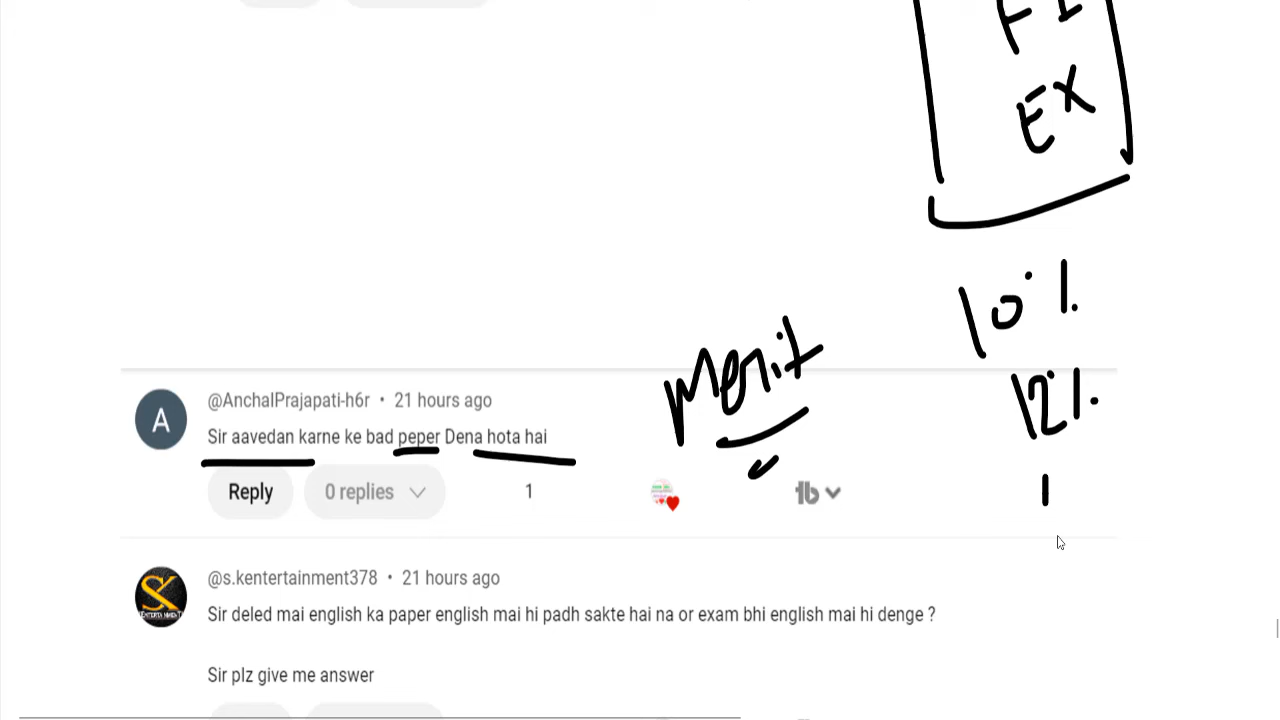 EX
10%
Merit
12%
1
A
@AnchalPrajapati-h6r • 21 hours ago
Sir aavedan karne ke bad peper Dena hota hai
Reply
0 replies
1
@s.kentertainment378 • 21 hours ago
Sir deled mai english ka paper english mai hi padh sakte hai na or exam bhi english mai hi denge ?
Sir plz give me answer